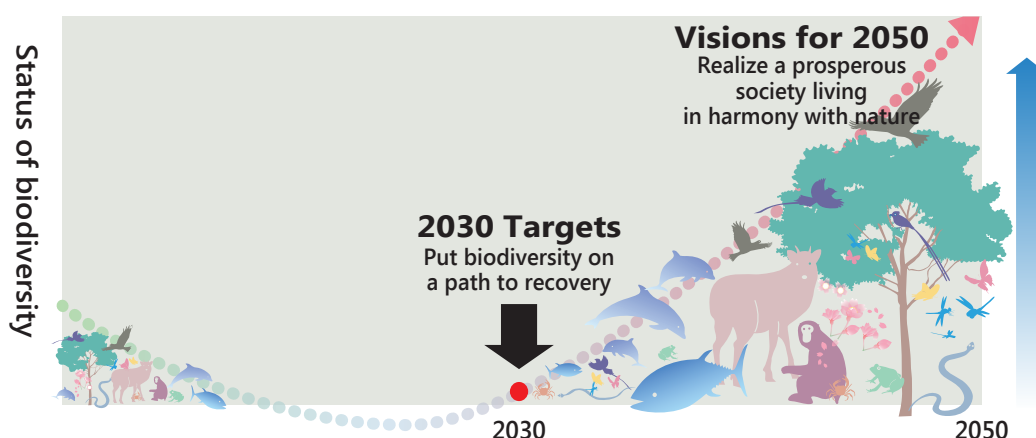 Status of biodiversity
Visions for 2050
Realize a prosperous
society living
in harmony with nature
2030 Targets
Put biodiversity on
a path to recovery
2030
2050